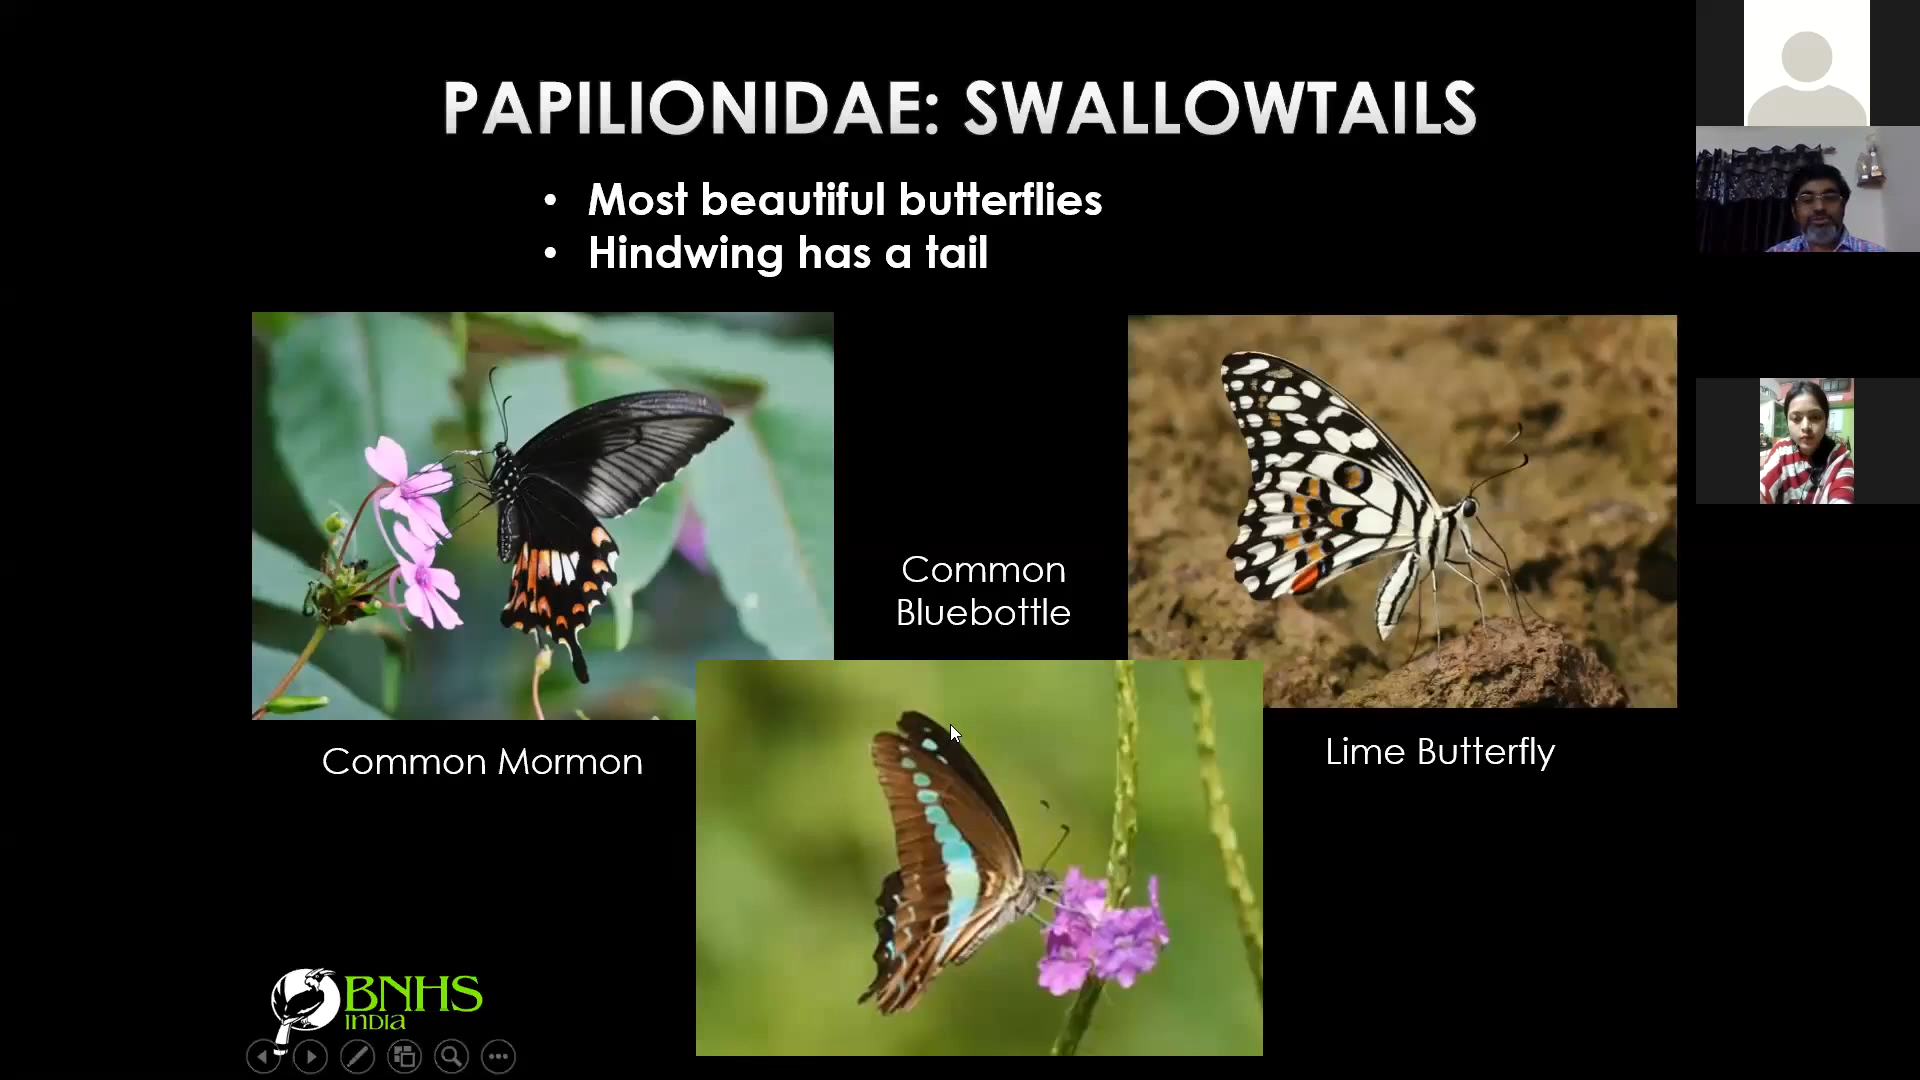 PAPILIONIDAE: SWALLOWTAILS
• Most beautiful butterflies
• Hindwing has a tail
Common
Bluebottle
Common Mormon
Lime Butterfly
BNHS
INDIA